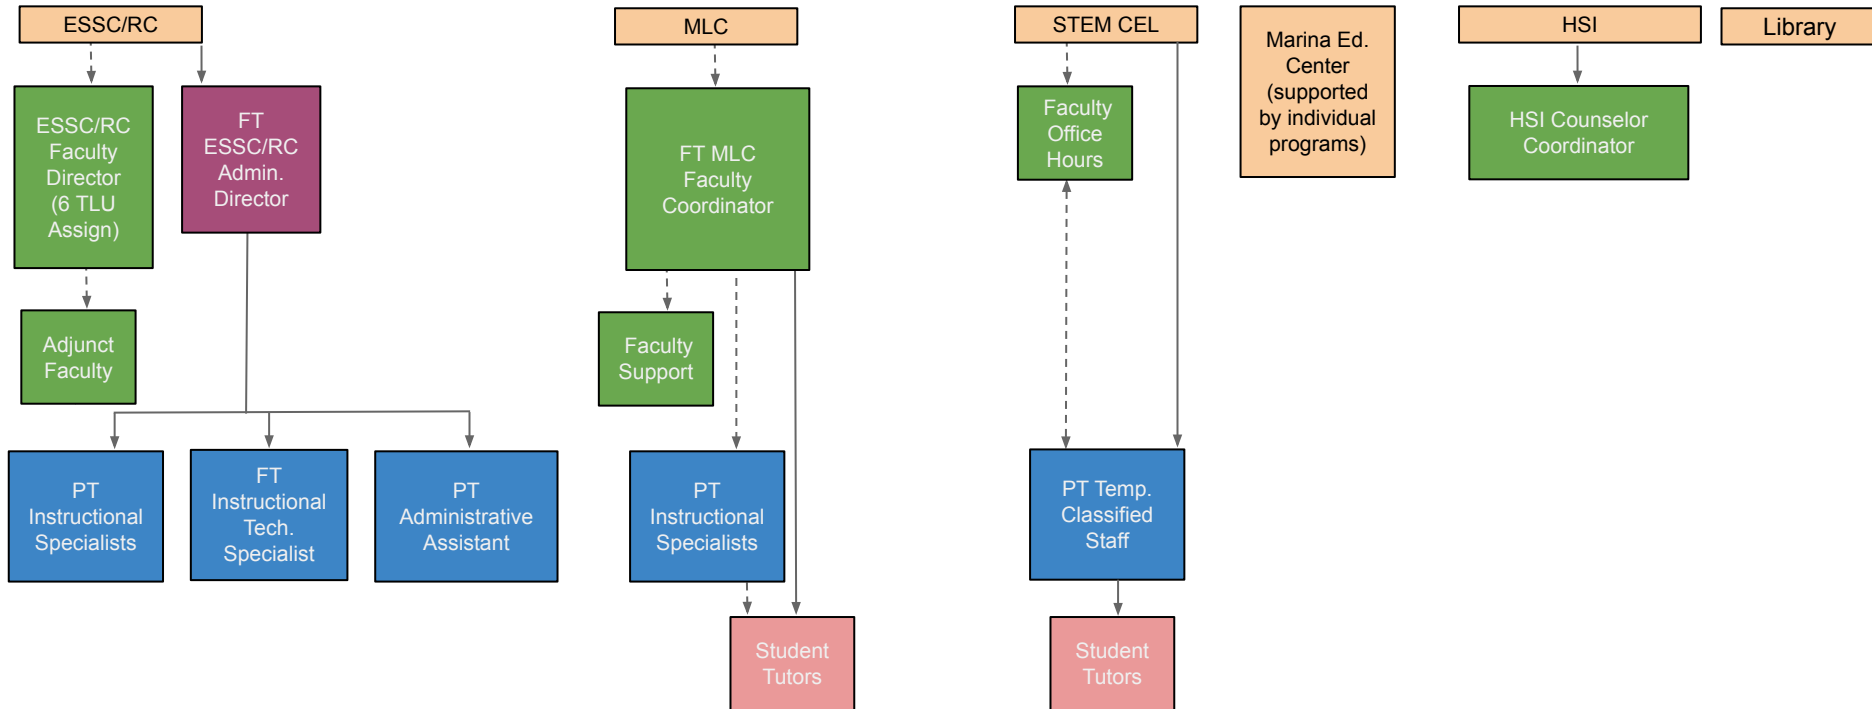 ESSC/RC
MLC
STEM CEL
Marina Ed.
Center
(supported
by individual
programs)
HSI
Library
ESSC/RC
Faculty
Director
(6 TLU
Assign)
FT
ESSC/RC
Admin.
Director
FT MLC
Faculty
Coordinator
Faculty
Office
Hours
HSI Counselor
Coordinator
Adjunct
Faculty
Faculty
Support
PT
Instructional
Specialists
FT
Instructional
Tech.
Specialist
PT
Administrative
Assistant
PT
Instructional
Specialists
PT Temp.
Classified
Staff
Student
Tutors
Student
Tutors